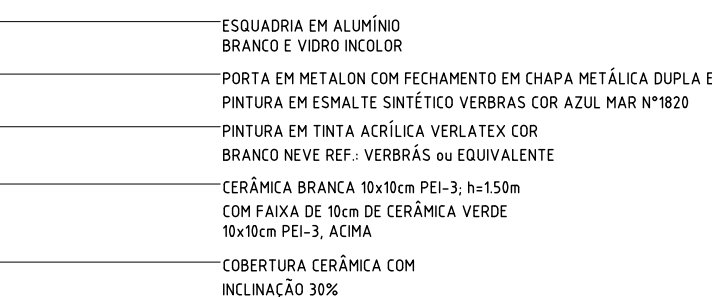 ESQUADRIA EM ALUMÍNIO
BRANCO E VIDRO INCOLOR
PORTA EM METALON COM FECHAMENTO EM CHAPA METÁLICA DUPLA E
PINTURA EM ESMALTE SINTÉTICO VERBRAS COR AZUL MAR N°1820
PINTURA EM TINTA ACRÍLICA VERLATEX COR
BRANCO NEVE REF.: VERBRÁS ou EQUIVALENTE
CERÂMICA BRANCA 10x10cm PEI-3; h=1.50m
COM FAIXA DE 10cm DE CERÂMICA VERDE
10x10cm PEI-3, ACIMA
COBERTURA CERÂMICA COM
INCLINAÇÃO 30%